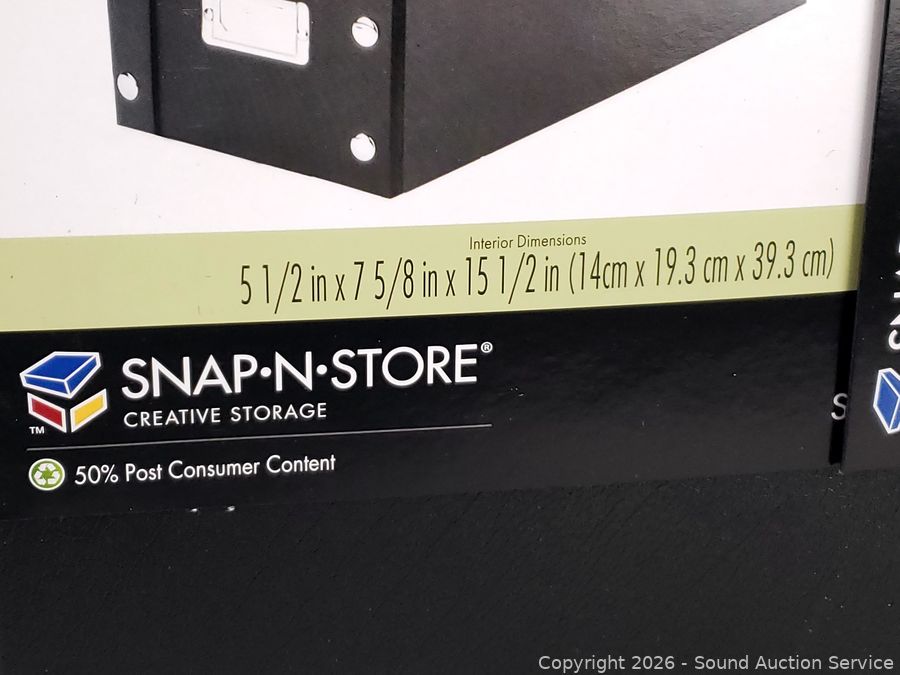 Interior Dimensions
5 1/2 in x 7 5/8 in x 15 1/2 in (14cm x 19.3 cm x 39.3 cm)
SNAP•N•STORE®
CREATIVE STORAGE
™
50% Post Consumer Content
Copyright 2026 - Sound Auction Service